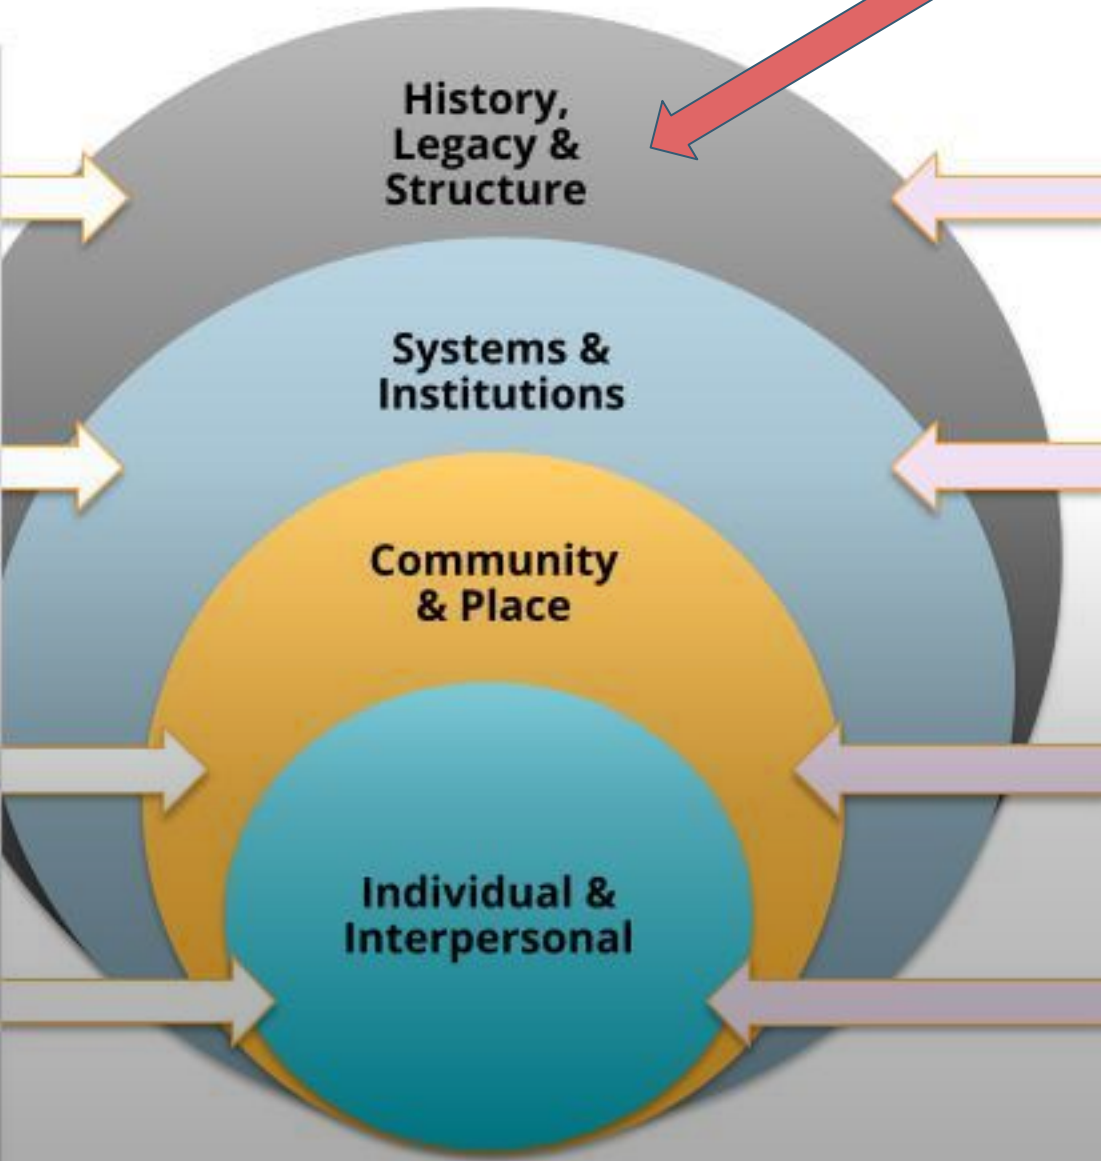 History,
Legacy &
Structure
Systems &
Institutions
Community
& Place
Individual &
Interpersonal